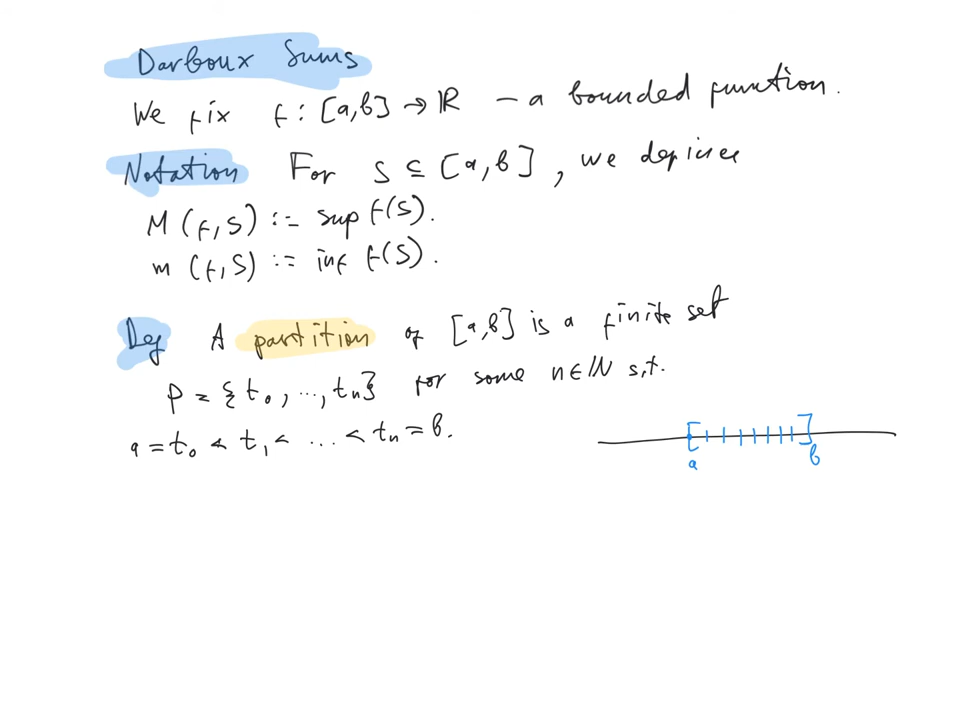 Darboux Sums
We fix f : [a,b] → ℝ – a bounded function.
Notation For S ⊆ [a,b], we define
M (f,S) := sup f(S).
m (f,S) := inf f(S).
Def A partition of [a,b] is a finite set
P = {t₀, ..., tₙ} for some n∈ℕ s.t.
a = t₀ < t₁ < ... < tₙ = b.
a b